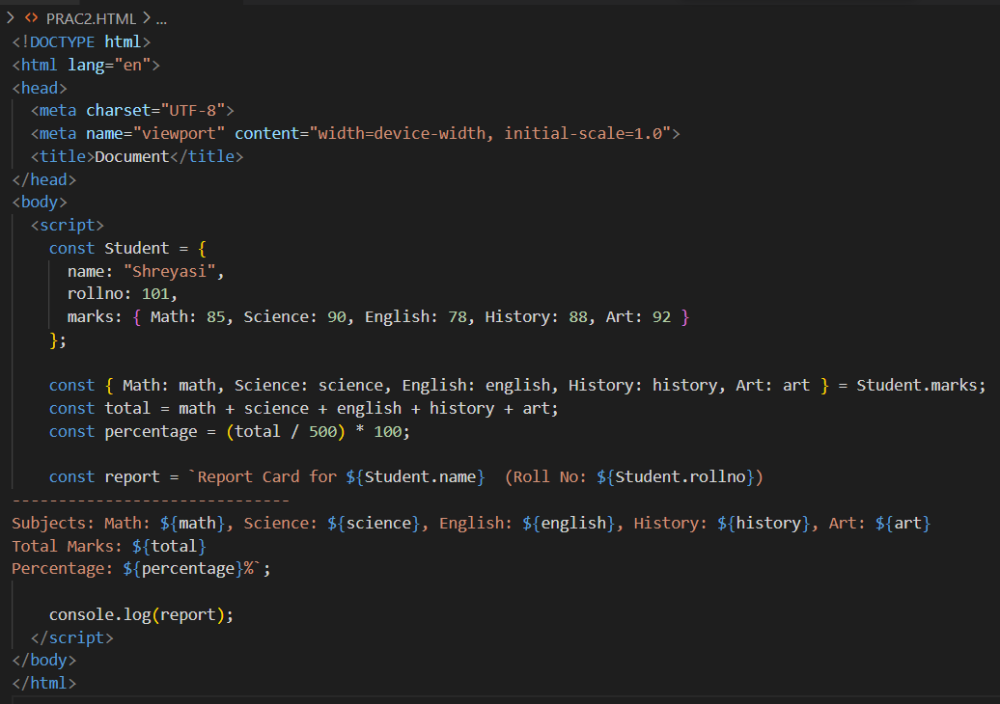 > <> PRAC2.HTML > ...
<!DOCTYPE html>
<html lang="en">
<head>
  <meta charset="UTF-8">
  <meta name="viewport" content="width=device-width, initial-scale=1.0">
  <title>Document</title>
</head>
<body>
  <script>
    const Student = {
      name: "Shreyasi",
      rollno: 101,
      marks: { Math: 85, Science: 90, English: 78, History: 88, Art: 92 }
    };

    const { Math: math, Science: science, English: english, History: history, Art: art } = Student.marks;
    const total = math + science + english + history + art;
    const percentage = (total / 500) * 100;

    const report = `Report Card for ${Student.name}  (Roll No: ${Student.rollno})
------------------------------
Subjects: Math: ${math}, Science: ${science}, English: ${english}, History: ${history}, Art: ${art}
Total Marks: ${total}
Percentage: ${percentage}%`;

    console.log(report);
  </script>
</body>
</html>